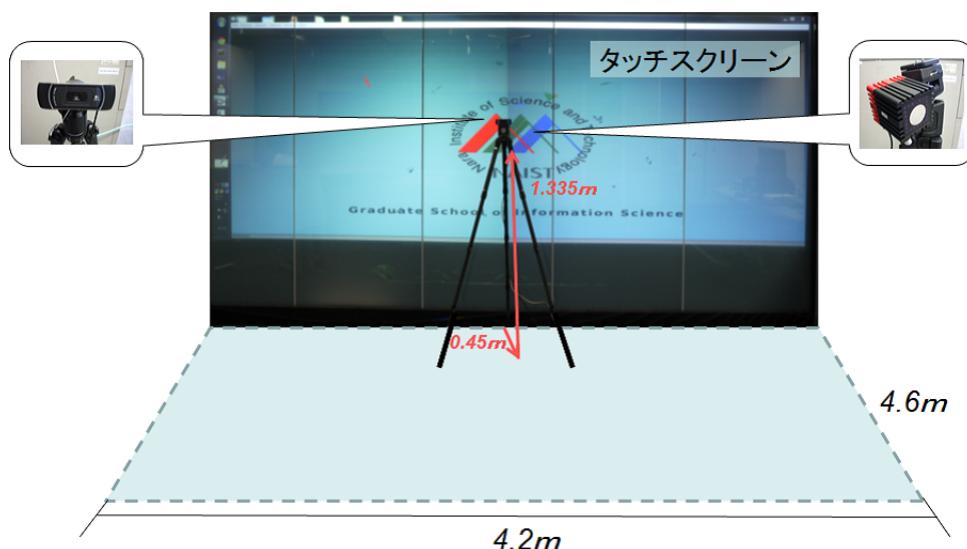 タッチスクリーン
Nara Institute of Science and Technology
NAIST
1.335m
Graduate School of Information Science
0.45m
4.6m
4.2m